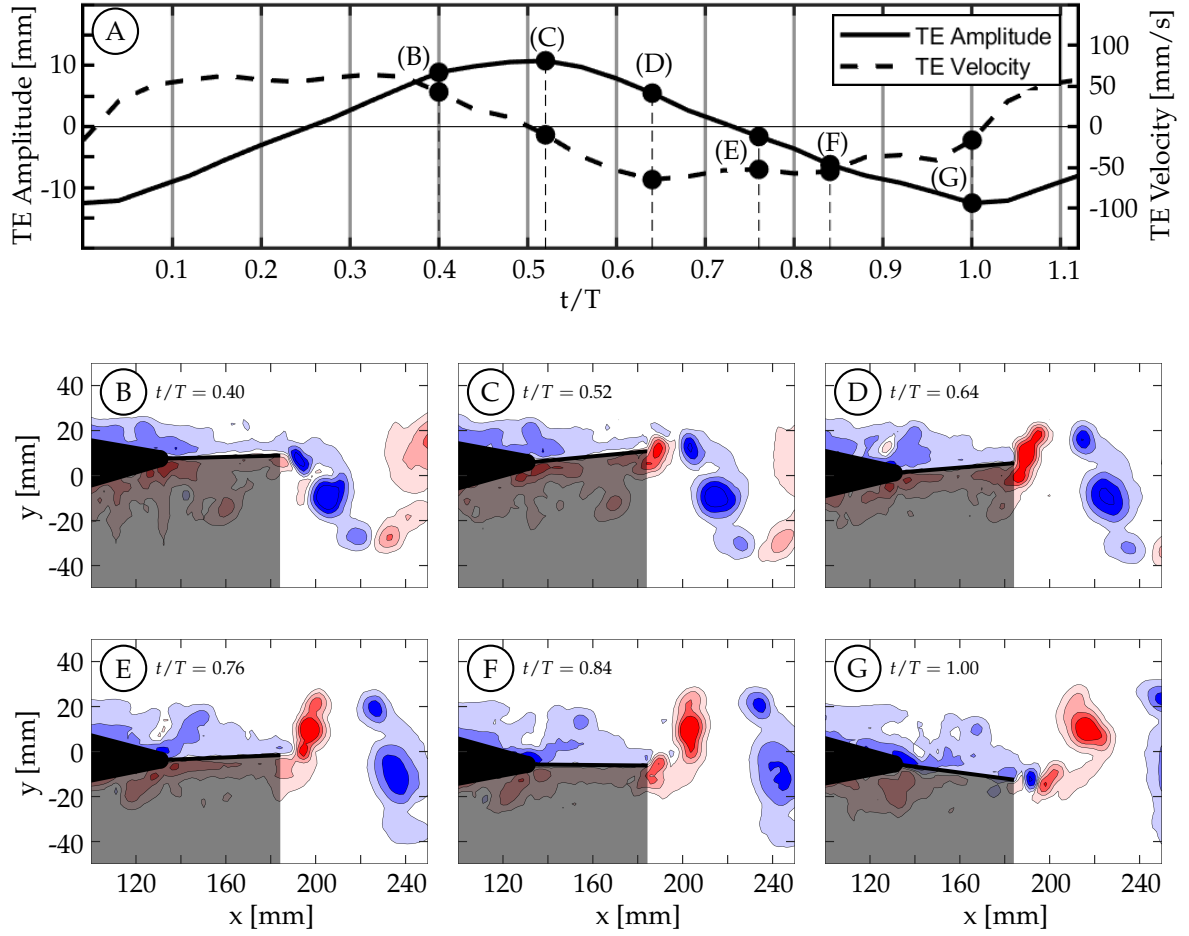 A
TE Amplitude [mm]
10
0
-10
(B)
(C)
(D)
(E)
(F)
(G)
TE Amplitude
TE Velocity
100
50
0
-50
-100
TE Velocity [mm/s]
0.1 0.2 0.3 0.4 0.5 0.6 0.7 0.8 0.9 1.0 1.1
t/T
B t/T = 0.40
C t/T = 0.52
D t/T = 0.64
y [mm]
40
20
0
-20
-40
E t/T = 0.76
F t/T = 0.84
G t/T = 1.00
y [mm]
40
20
0
-20
-40
120 160 200 240
120 160 200 240
120 160 200 240
x [mm]
x [mm]
x [mm]